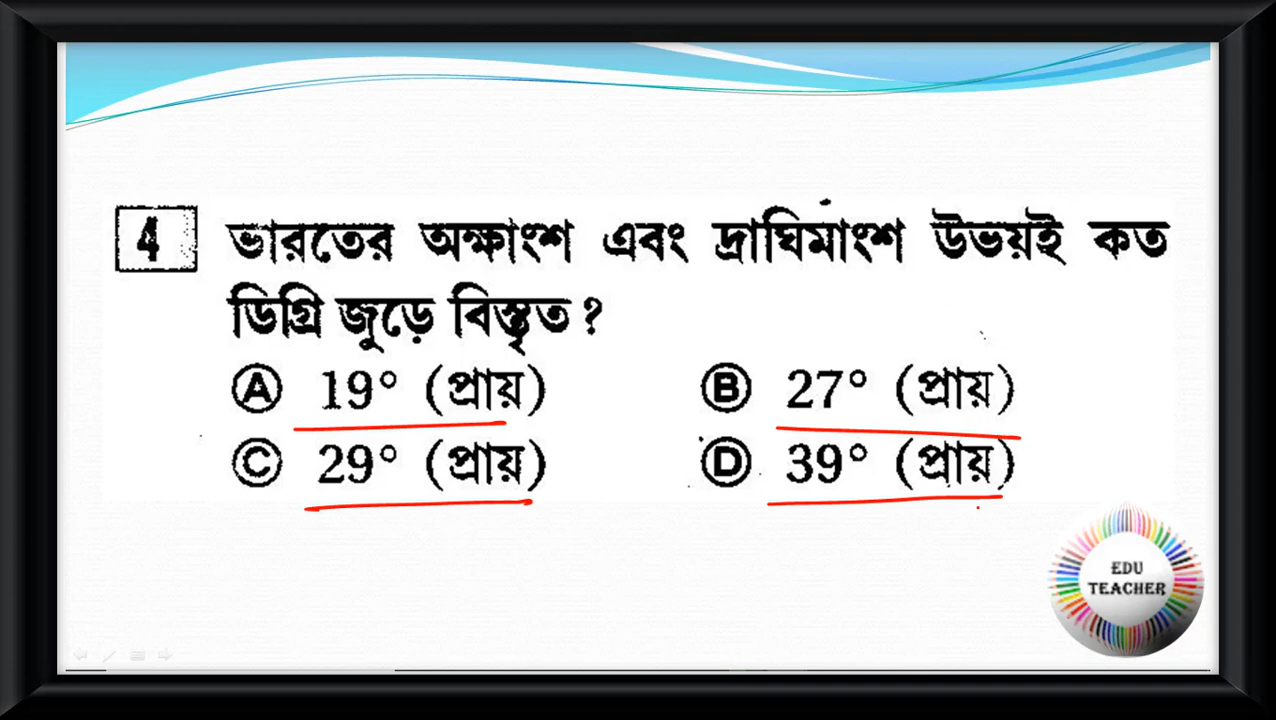 4 ভারতের অক্ষাংশ এবং দ্রাঘিমাংশ উভয়ই কত
ডিগ্রি জুড়ে বিস্তৃত ?
Ⓐ 19° (প্রায়) Ⓑ 27° (প্রায়)
Ⓒ 29° (প্রায়) Ⓓ 39° (প্রায়)
EDU
TEACHER